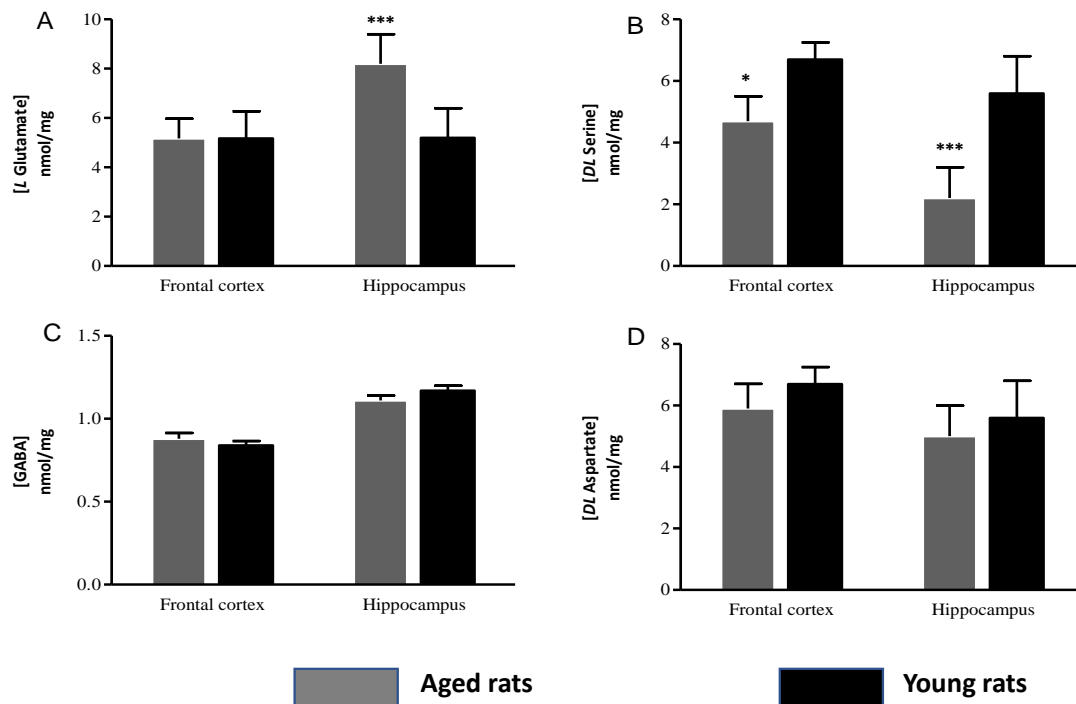 A
[L Glutamate]
nmol/mg
10
8
6
4
2
0
***
Frontal cortex Hippocampus
B
[DL Serine]
nmol/mg
8
6
4
2
0
*
***
Frontal cortex Hippocampus
C
[GABA]
nmol/mg
1.5
1.0
0.5
0.0
Frontal cortex Hippocampus
D
[DL Aspartate]
nmol/mg
8
6
4
2
0
Frontal cortex Hippocampus
Aged rats
Young rats